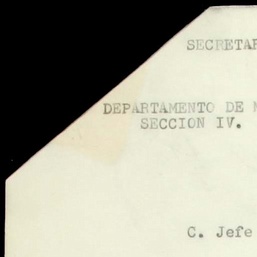 SECRETAR
DEPARTAMENTO DE
SECCION IV.
C. Jefe